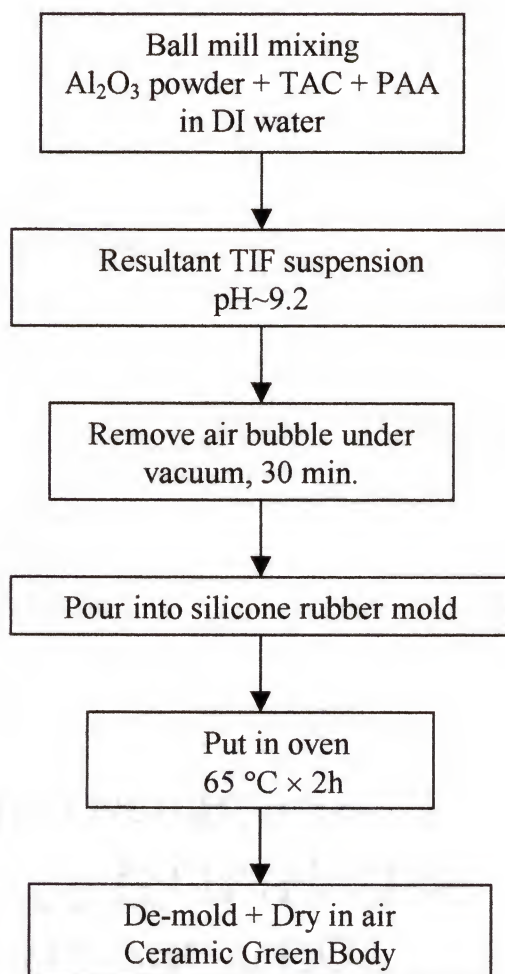 Ball mill mixing
Al₂O₃ powder + TAC + PAA
in DI water
Resultant TIF suspension
pH~9.2
Remove air bubble under
vacuum, 30 min.
Pour into silicone rubber mold
Put in oven
65 °C × 2h
De-mold + Dry in air
Ceramic Green Body